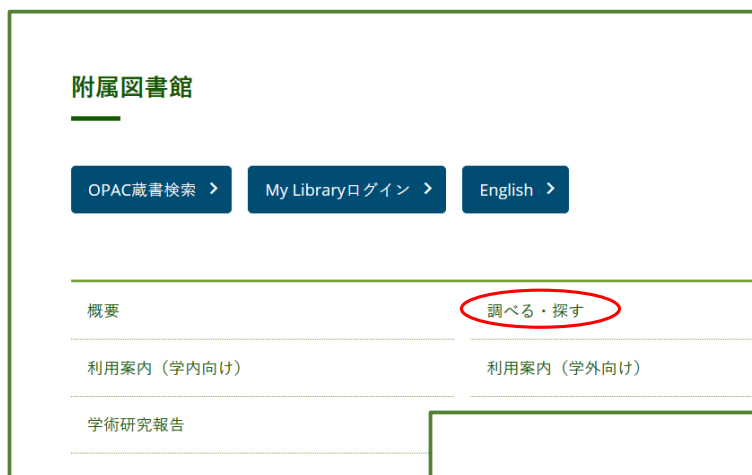 附属図書館
OPAC蔵書検索
My Libraryログイン
English
概要
調べる・探す
利用案内（学内向け）
利用案内（学外向け）
学術研究報告